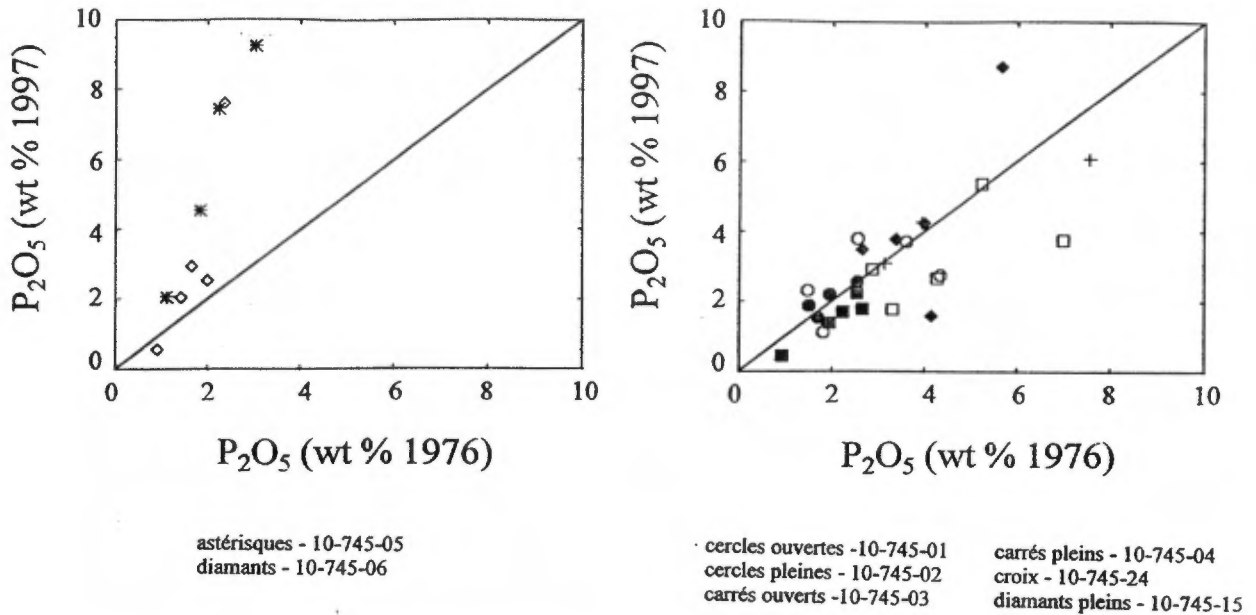 10
8
6
4
2
0
P₂O₅ (wt % 1997)
0 2 4 6 8 10
P₂O₅ (wt % 1976)
astérisques - 10-745-05
diamants - 10-745-06
10
8
6
4
2
0
P₂O₅ (wt % 1997)
0 2 4 6 8 10
P₂O₅ (wt % 1976)
cercles ouvertes -10-745-01
cercles pleines - 10-745-02
carrés ouverts - 10-745-03
carrés pleins - 10-745-04
croix - 10-745-24
diamants pleins - 10-745-15